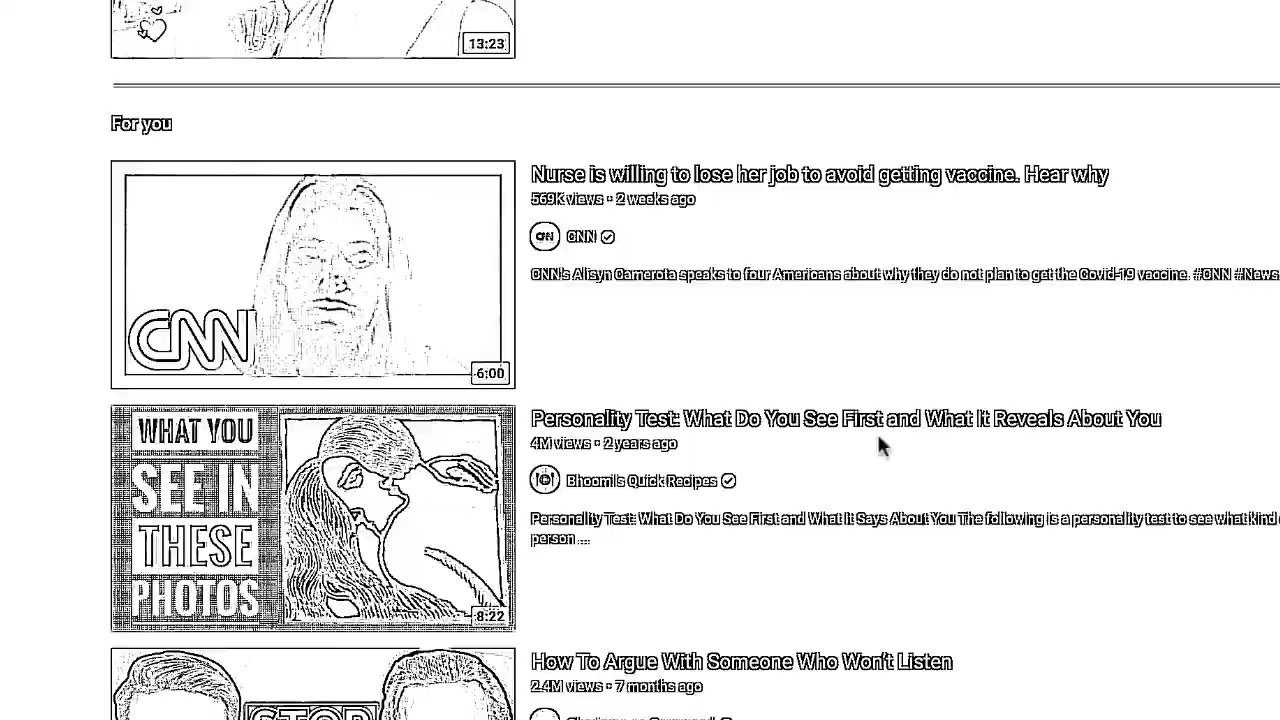 13:23
For you
Nurse is willing to lose her job to avoid getting vaccine. Hear why
569K views • 2 weeks ago
CNN
CNN
CNN's Alisyn Camerota speaks to four Americans about why they do not plan to get the Covid-19 vaccine. #CNN #News
CNN
6:00
WHAT YOU
SEE IN
THESE
PHOTOS
8:22
Personality Test: What Do You See First and What It Reveals About You
4M views • 2 years ago
Bhoomi's Quick Recipes
Personality Test: What Do You See First and What It Says About You The following is a personality test to see what kind
person ...
How To Argue With Someone Who Won't Listen
2.4M views • 7 months ago
STOP